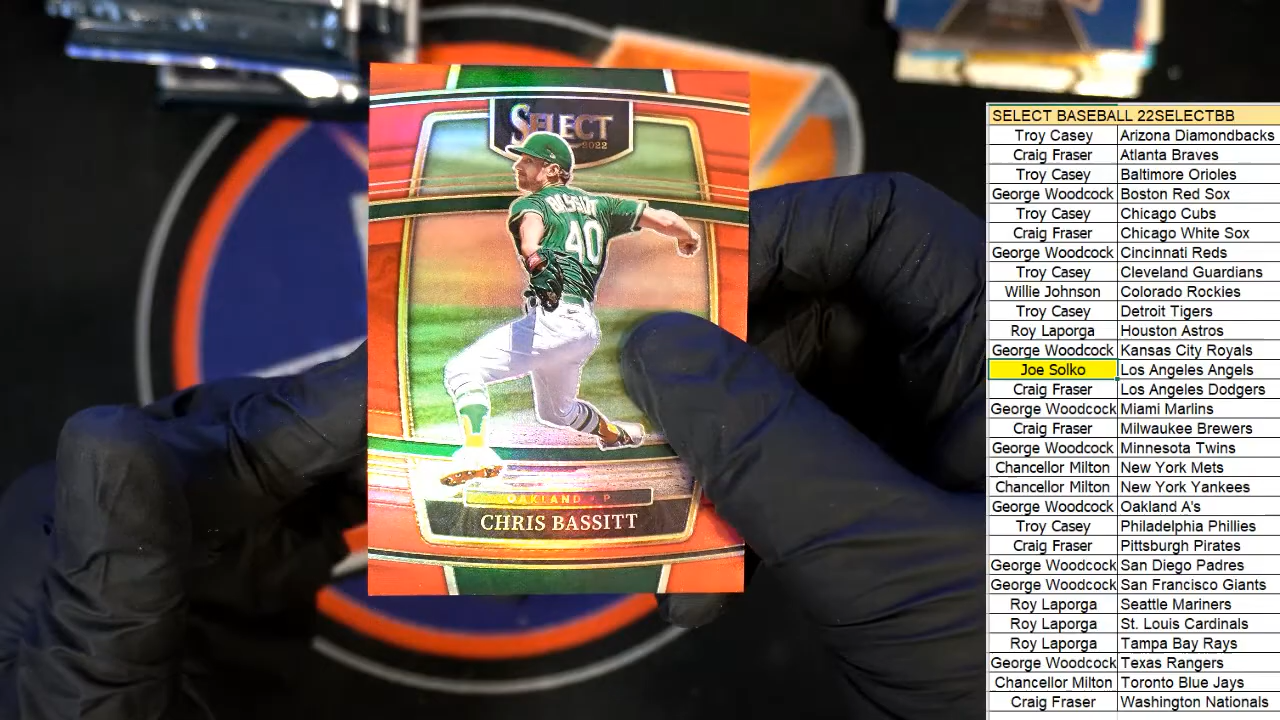 SELECT
2022
BASSITT
40
OAKLAND · P
CHRIS BASSITT
SELECT BASEBALL 22SELECTBB
Troy Casey Arizona Diamondbacks
Craig Fraser Atlanta Braves
Troy Casey Baltimore Orioles
George Woodcock Boston Red Sox
Troy Casey Chicago Cubs
Craig Fraser Chicago White Sox
George Woodcock Cincinnati Reds
Troy Casey Cleveland Guardians
Willie Johnson Colorado Rockies
Troy Casey Detroit Tigers
Roy Laporga Houston Astros
George Woodcock Kansas City Royals
Joe Solko Los Angeles Angels
Craig Fraser Los Angeles Dodgers
George Woodcock Miami Marlins
Craig Fraser Milwaukee Brewers
George Woodcock Minnesota Twins
Chancellor Milton New York Mets
Chancellor Milton New York Yankees
George Woodcock Oakland A's
Troy Casey Philadelphia Phillies
Craig Fraser Pittsburgh Pirates
George Woodcock San Diego Padres
George Woodcock San Francisco Giants
Roy Laporga Seattle Mariners
Roy Laporga St. Louis Cardinals
Roy Laporga Tampa Bay Rays
George Woodcock Texas Rangers
Chancellor Milton Toronto Blue Jays
Craig Fraser Washington Nationals